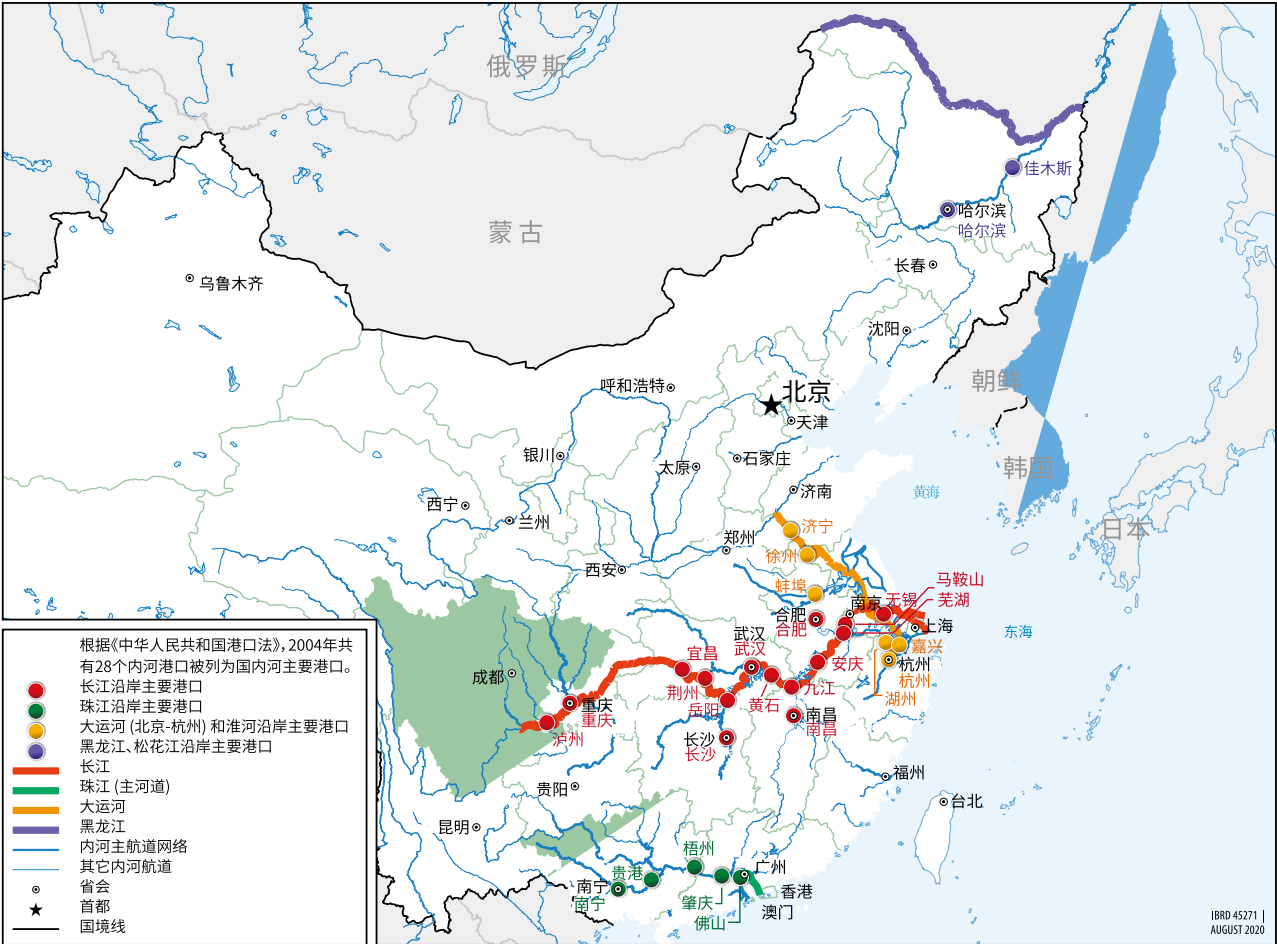 俄罗斯
佳木斯
哈尔滨
哈尔滨
蒙古
长春
乌鲁木齐
沈阳
呼和浩特
北京
朝鲜
天津
银川
太原
石家庄
韩国
西宁
济南
黄海
兰州
济宁
日本
郑州
徐州
西安
蚌埠
马鞍山
南京
无锡
芜湖
合肥
合肥
上海
东海
武汉
武汉
嘉兴
宜昌
安庆
杭州
杭州
成都
荆州
九江
湖州
重庆
重庆
岳阳
黄石
南昌
南昌
泸州
长沙
长沙
福州
贵阳
台北
昆明
梧州
广州
贵港
南宁
南宁
肇庆
香港
佛山
澳门
根据《中华人民共和国港口法》，2004年共
有28个内河港口被列为国内河主要港口。
长江沿岸主要港口
珠江沿岸主要港口
大运河 (北京-杭州) 和淮河沿岸主要港口
黑龙江、松花江沿岸主要港口
长江
珠江 (主河道)
大运河
黑龙江
内河主航道网络
其它内河航道
省会
首都
国境线
IBRD 45271 |
AUGUST 2020